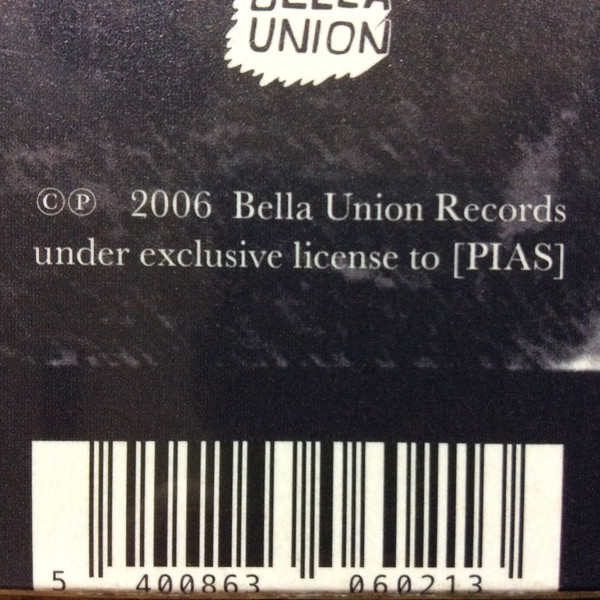 BELLA
UNION
©℗ 2006 Bella Union Records
under exclusive license to [PIAS]
5 400863 060213